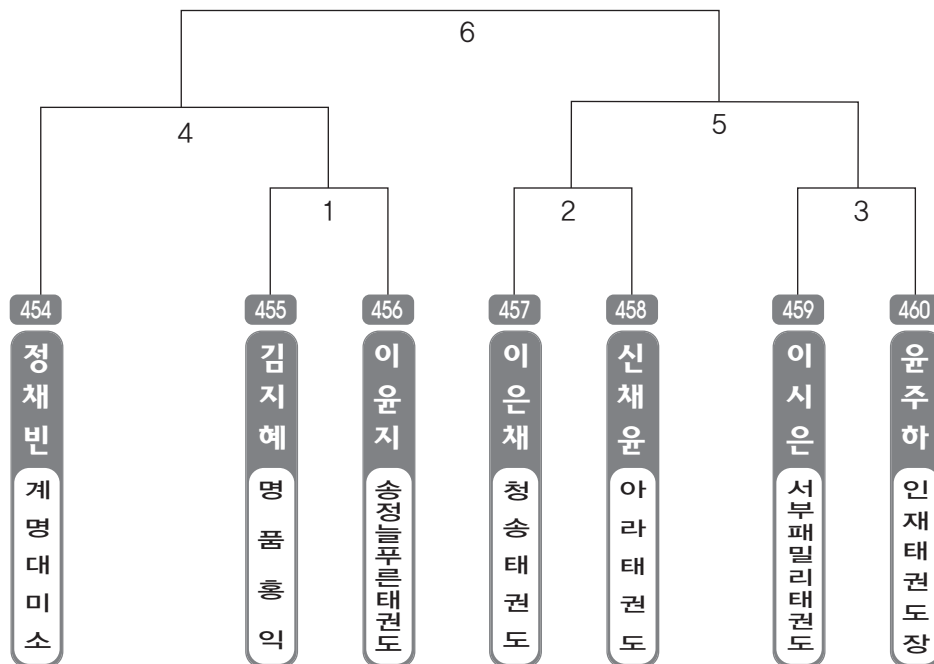 6
4
5
1
2
3
454
455
456
457
458
459
460
정채빈
김지혜
이윤지
이은채
신채윤
이시은
윤주하
계명대미소
명품홍익
송정늘푸른태권도
청송태권도
아라태권도
서부패밀리태권도
인재태권도장